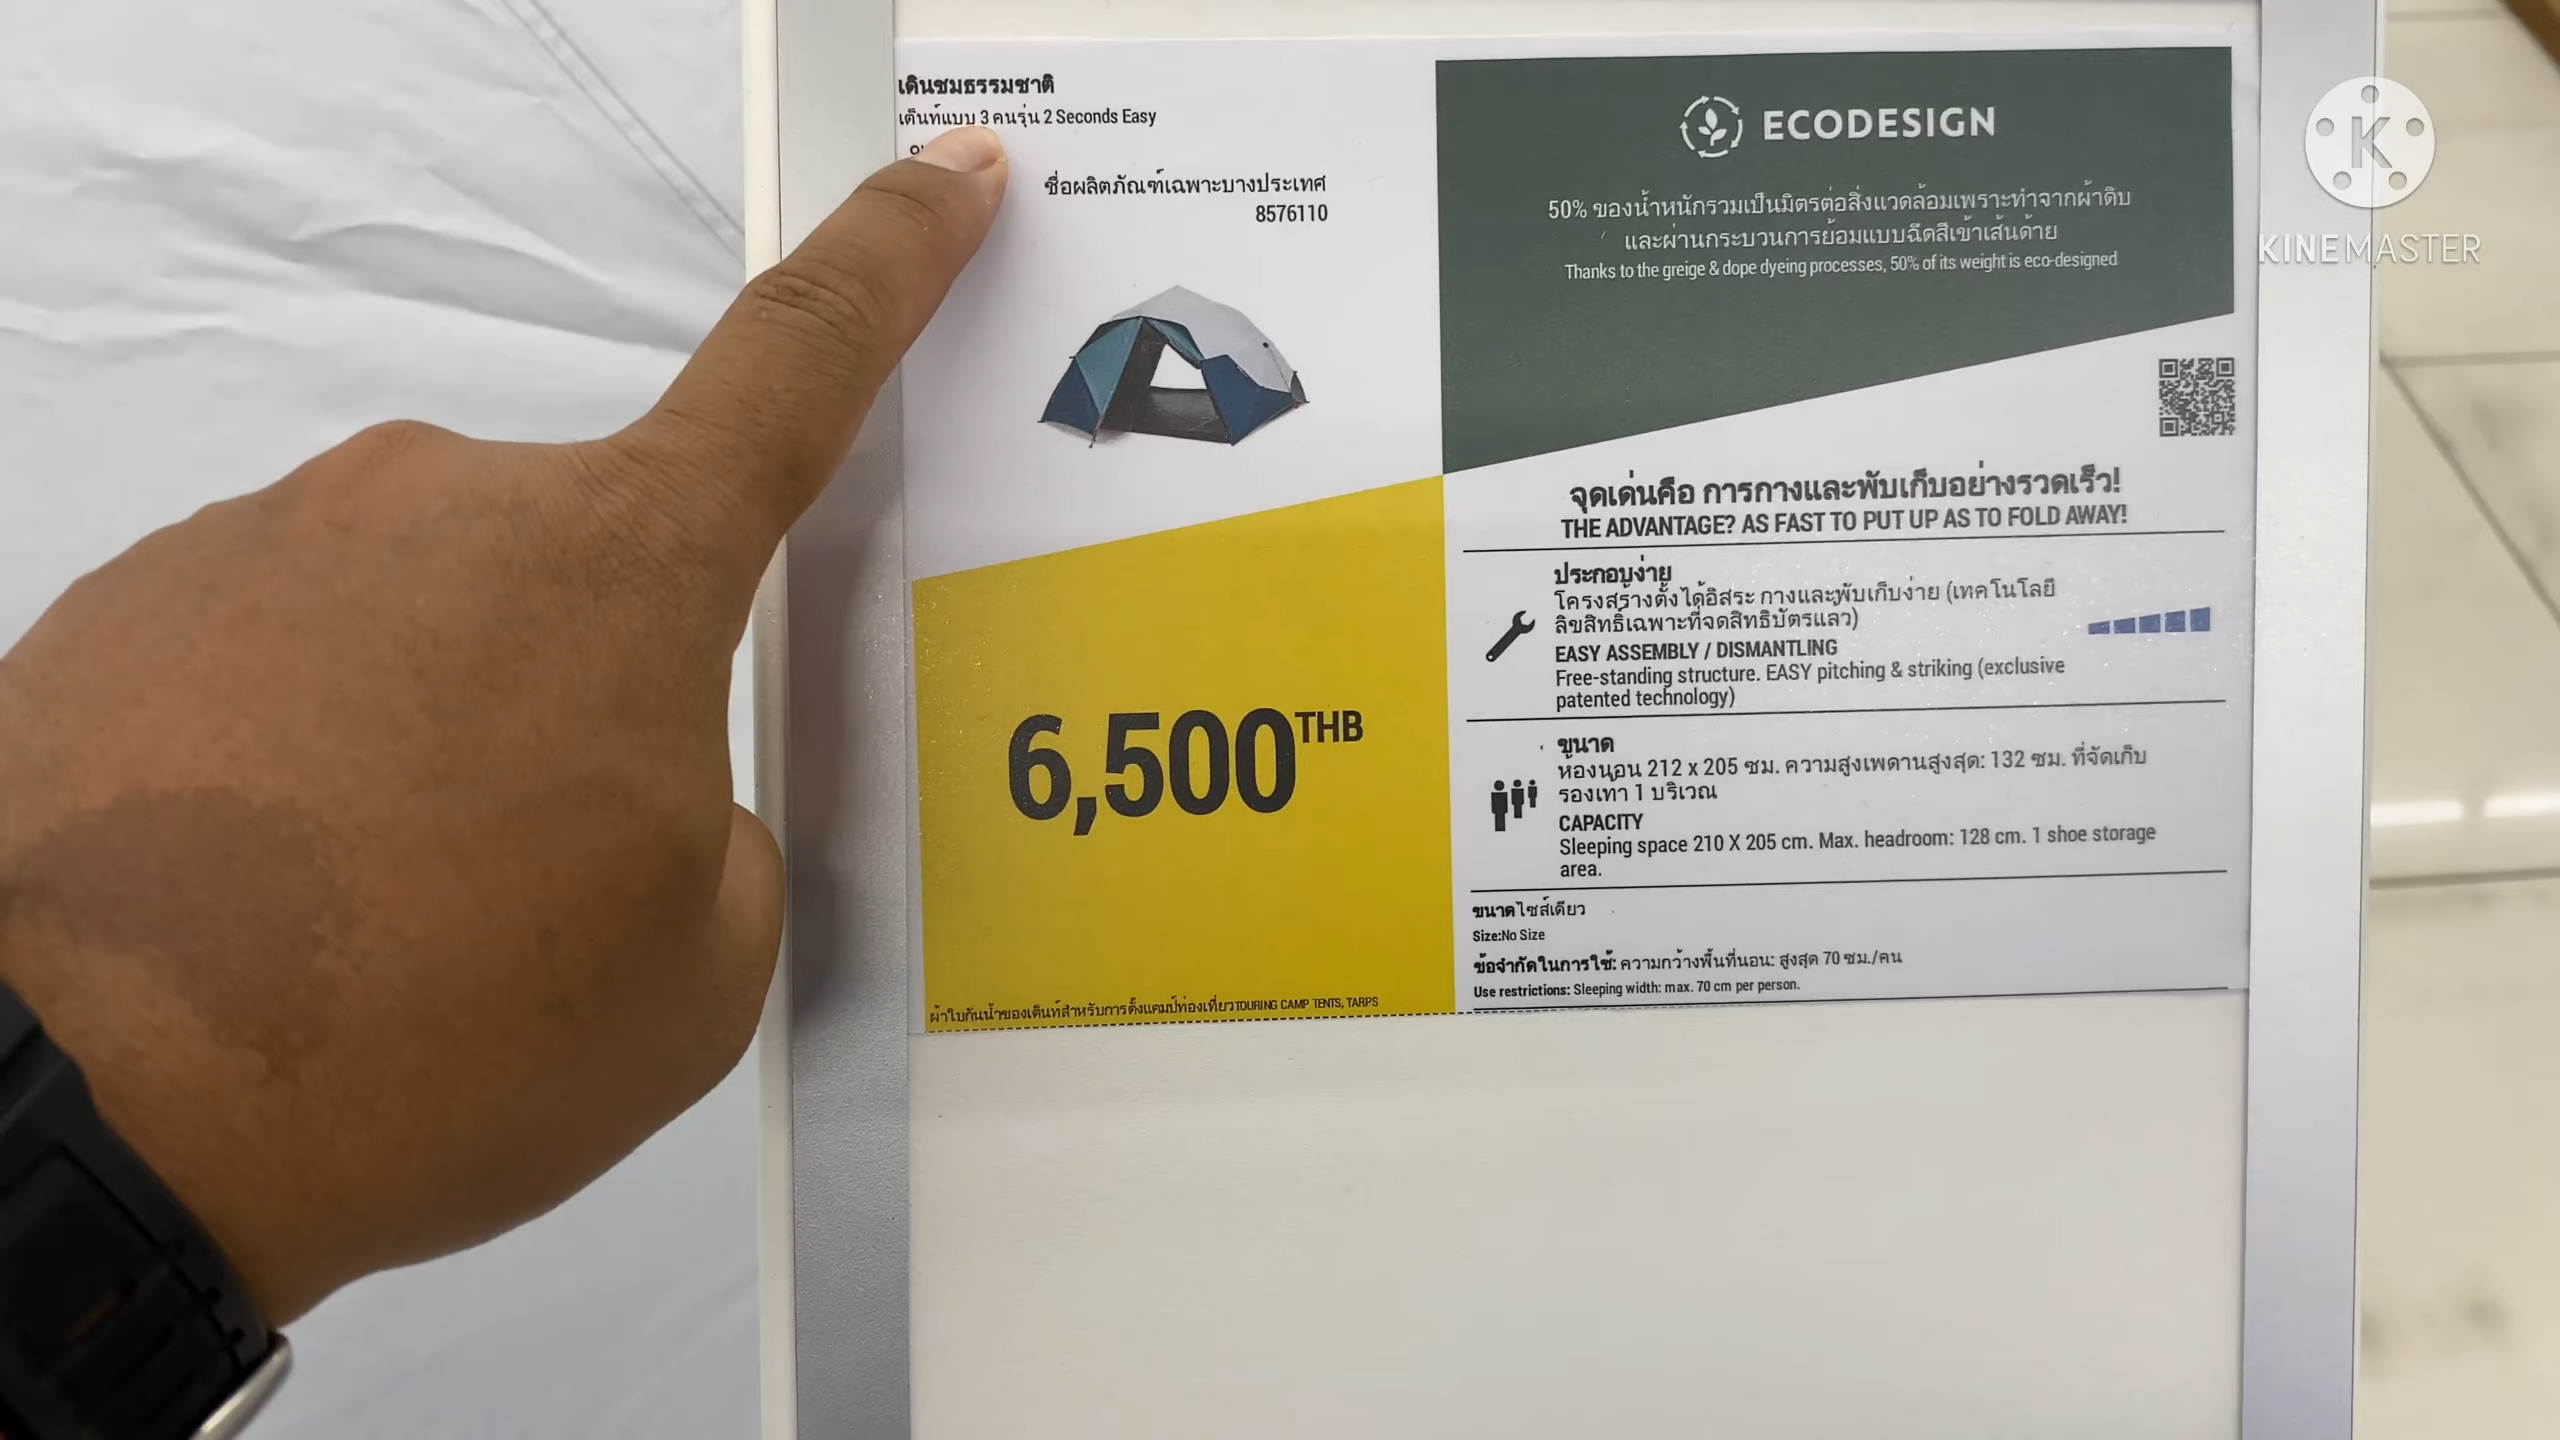 เดินชมธรรมชาติ
เต็นท์แบบ 3 คนรุ่น 2 Seconds Easy
ชื่อผลิตภัณฑ์เฉพาะบางประเทศ
8576110
6,500THB
ผ้าใบกันน้ำของเต็นท์สำหรับการตั้งแคมป์ท่องเที่ยวTOURING CAMP TENTS, TARPS
ECODESIGN
50% ของน้ำหนักรวมเป็นมิตรต่อสิ่งแวดล้อมเพราะทำจากผ้าดิบ
และผ่านกระบวนการย้อมแบบฉีดสีเข้าเส้นด้าย
Thanks to the greige & dope dyeing processes, 50% of its weight is eco-designed
จุดเด่นคือ การกางและพับเก็บอย่างรวดเร็ว!
THE ADVANTAGE? AS FAST TO PUT UP AS TO FOLD AWAY!
ประกอบง่าย
โครงสร้างตั้งได้อิสระ กางและพับเก็บง่าย (เทคโนโลยี
ลิขสิทธิ์เฉพาะที่จดสิทธิบัตรแล้ว)
EASY ASSEMBLY / DISMANTLING
Free-standing structure. EASY pitching & striking (exclusive
patented technology)
ขนาด
ห้องนอน 212 x 205 ซม. ความสูงเพดานสูงสุด: 132 ซม. ที่จัดเก็บ
รองเท้า 1 บริเวณ
CAPACITY
Sleeping space 210 X 205 cm. Max. headroom: 128 cm. 1 shoe storage
area.
ขนาดไซส์เดียว
Size:No Size
ข้อจำกัดในการใช้: ความกว้างพื้นที่นอน: สูงสุด 70 ซม./คน
Use restrictions: Sleeping width: max. 70 cm per person.
K
KINEMASTER